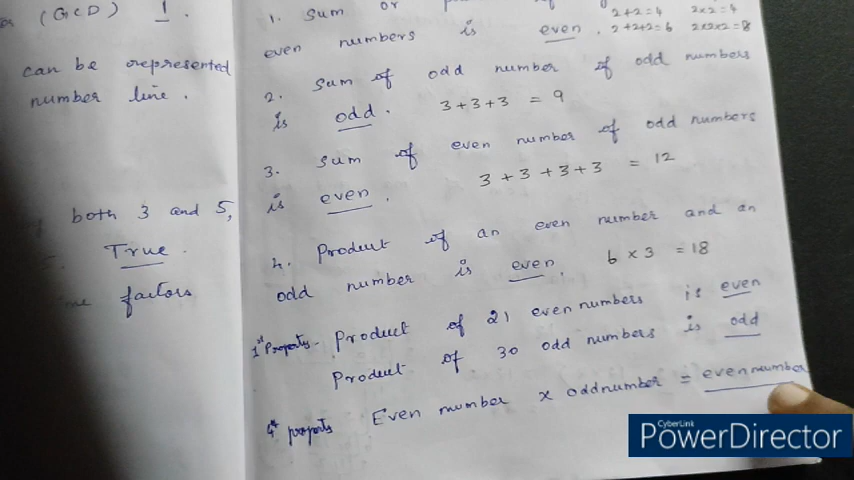 (GCD) 1.
can be represented
number line.
both 3 and 5,
True.
factors
1. Sum or
2+2=4 2×2=4
even numbers is even. 2+2+2=6 2×2×2=8
2. Sum of odd number of odd numbers
is odd. 3+3+3 = 9
3. Sum of even number of odd numbers
is even. 3+3+3+3 = 12
4. Product of an even number and an
odd number is even. 6×3 = 18
1st Property - Product of 21 even numbers is even
Product of 30 odd numbers is odd
4th property Even number × odd number = even number
CyberLink
PowerDirector